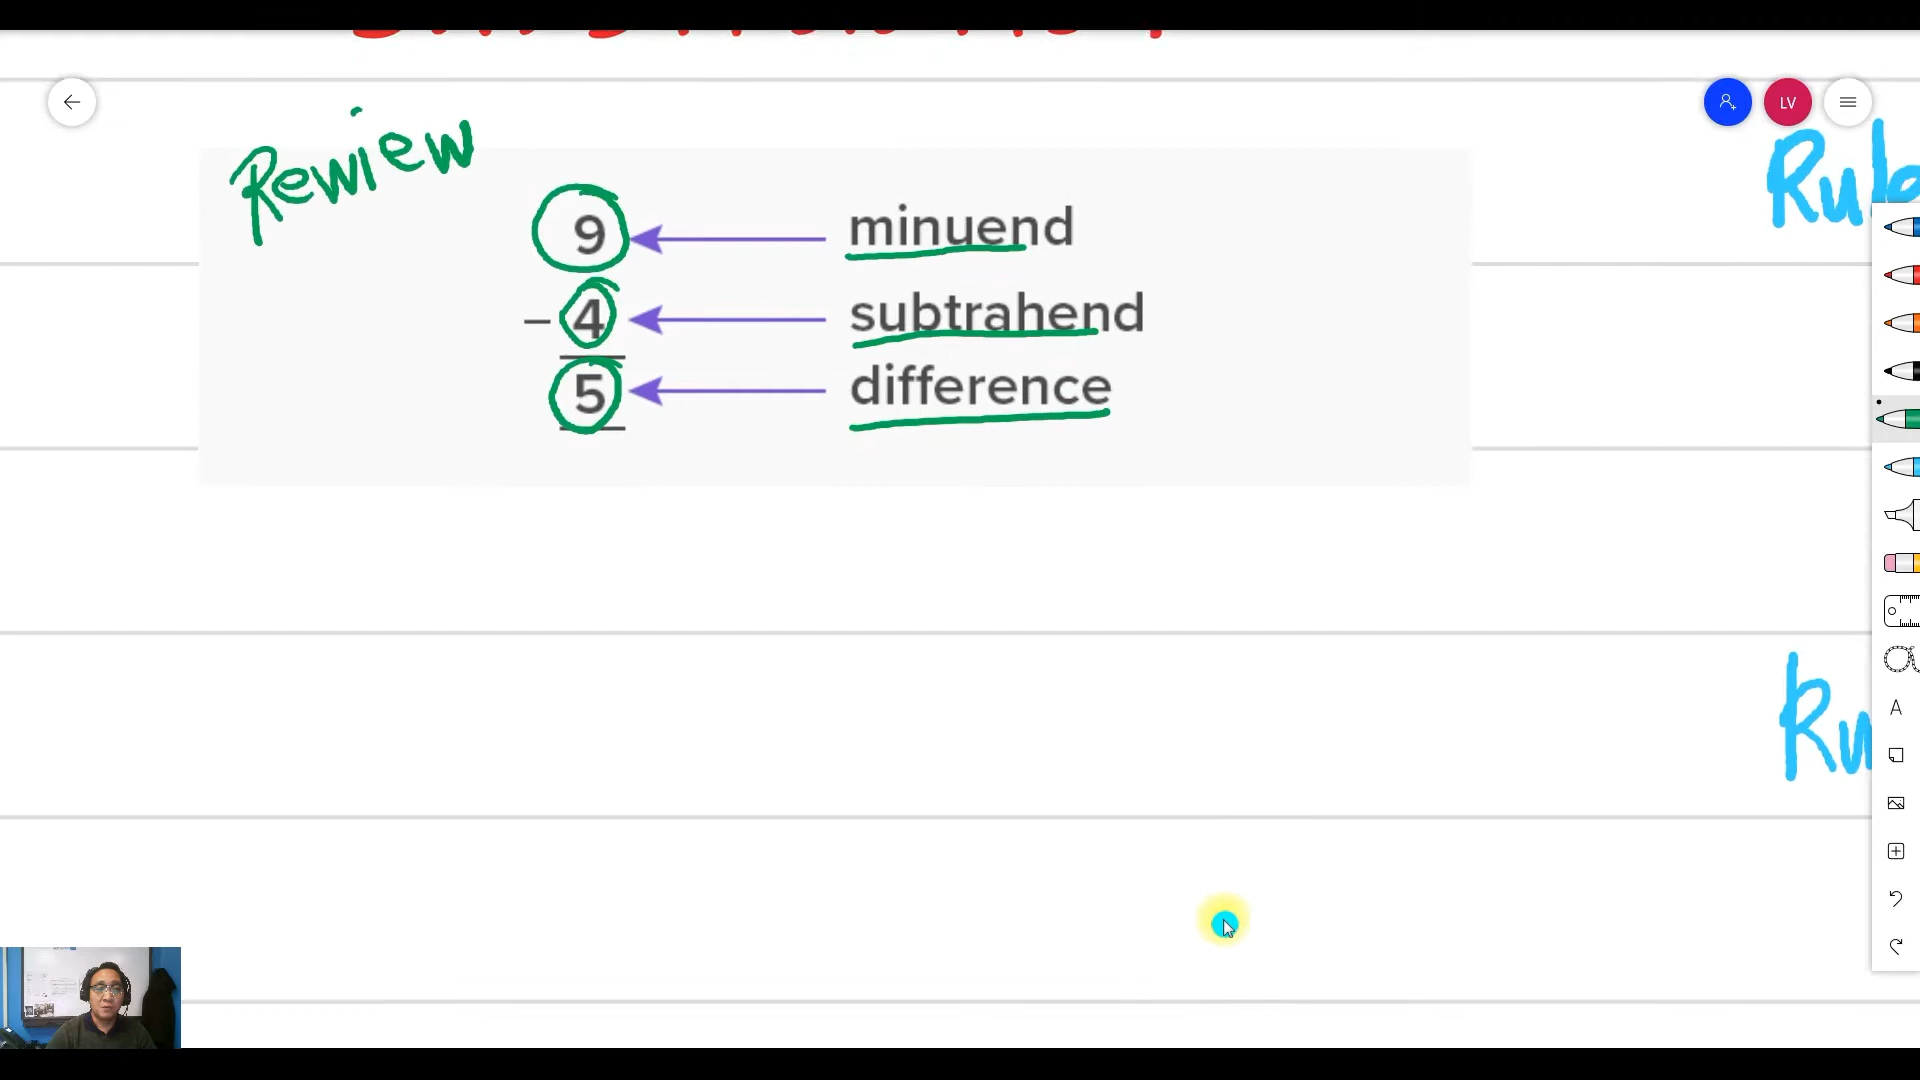 LV
Rewiew
9 minuend
− 4 subtrahend
5 difference
A